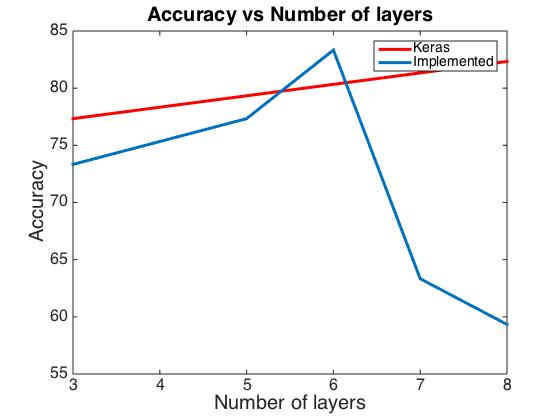 Accuracy vs Number of layers
Keras
Implemented
85
80
75
70
65
60
55
Accuracy
3 4 5 6 7 8
Number of layers